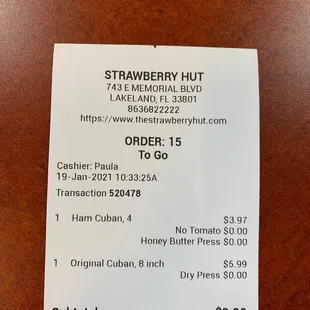 STRAWBERRY HUT
743 E MEMORIAL BLVD
LAKELAND, FL 33801
8636822222
https://www.thestrawberryhut.com
ORDER: 15
To Go
Cashier: Paula
19-Jan-2021 10:33:25A
Transaction 520478
1 Ham Cuban, 4 $3.97
No Tomato $0.00
Honey Butter Press $0.00
1 Original Cuban, 8 inch $5.99
Dry Press $0.00